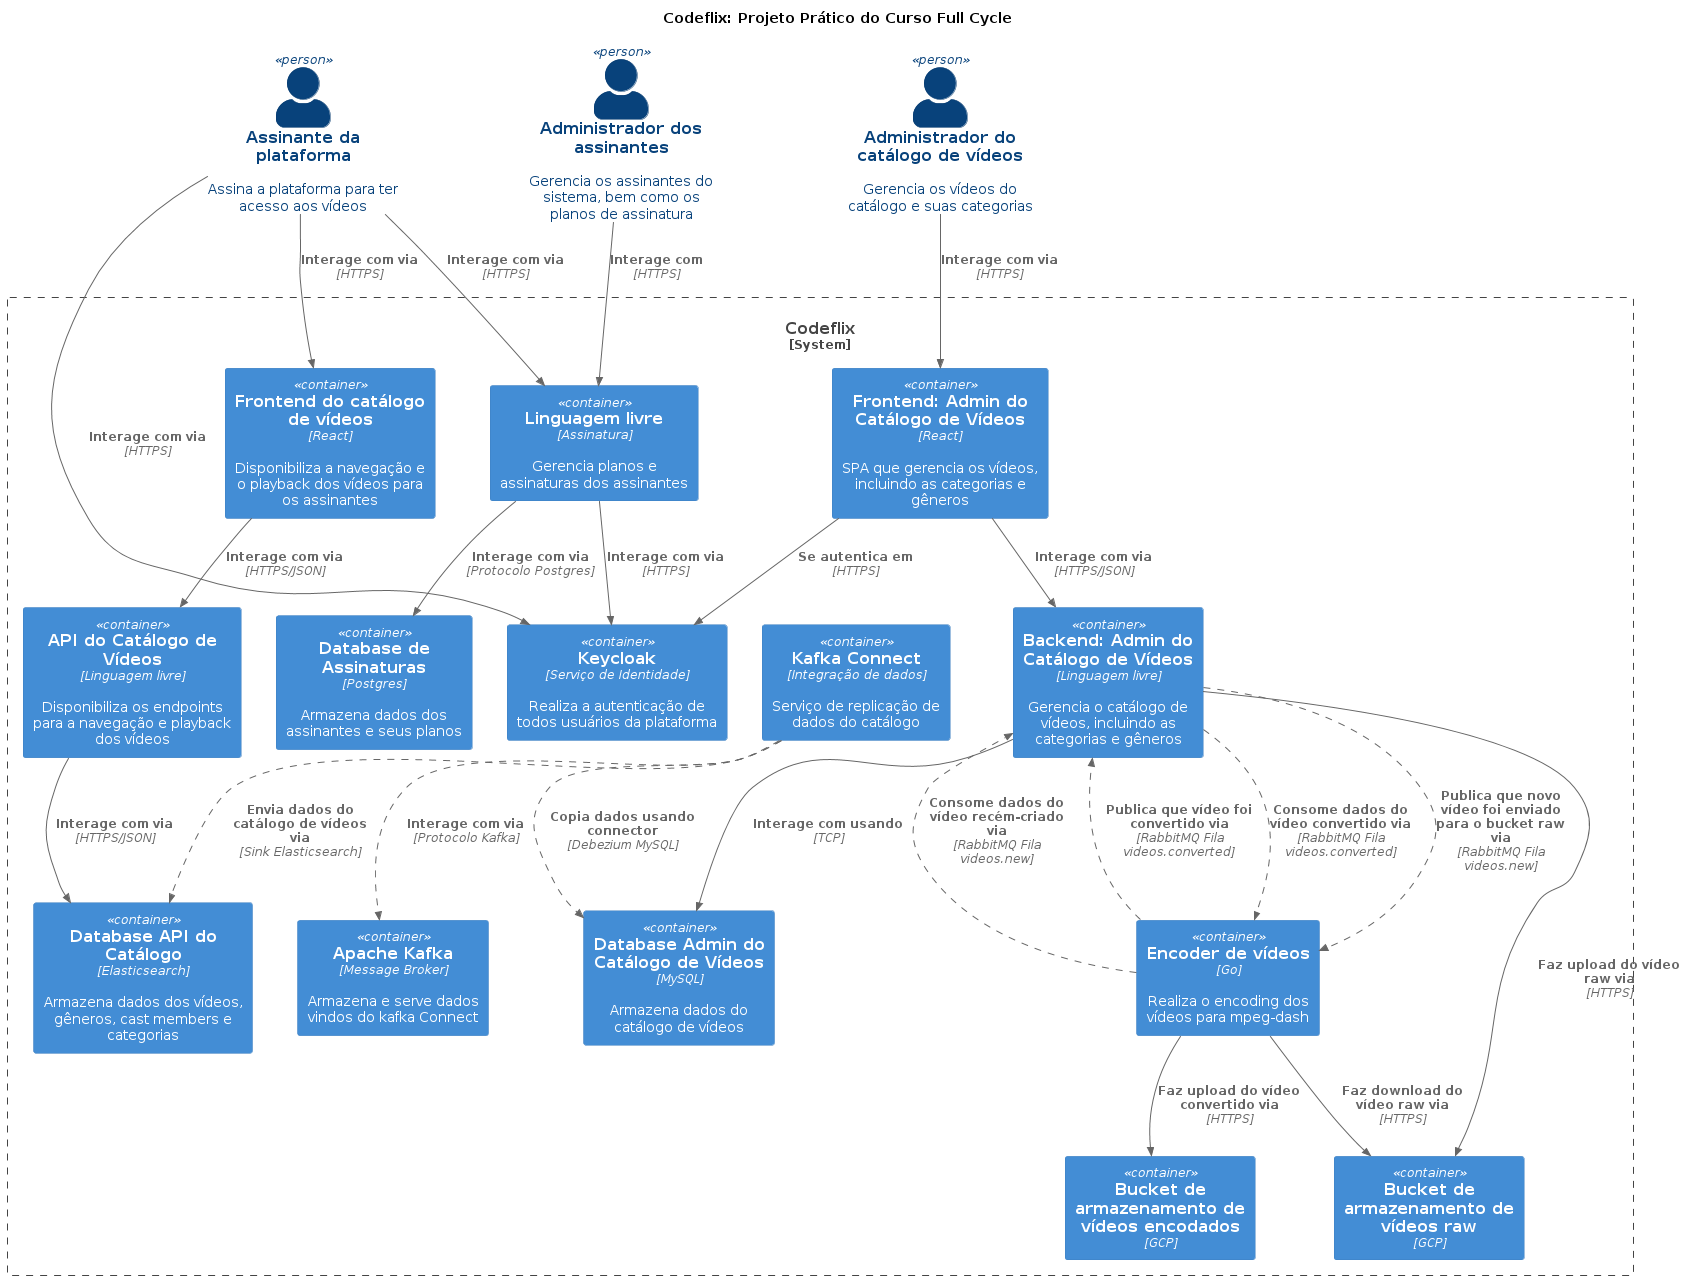 Codeflix: Projeto Prático do Curso Full Cycle
«person»
Assinante da
plataforma
Assina a plataforma para ter
acesso aos vídeos
«person»
Administrador dos
assinantes
Gerencia os assinantes do
sistema, bem como os
planos de assinatura
«person»
Administrador do
catálogo de vídeos
Gerencia os vídeos do
catálogo e suas categorias
Interage com via
[HTTPS]
Interage com via
[HTTPS]
Interage com
[HTTPS]
Interage com via
[HTTPS]
Codeflix
[System]
«container»
Frontend do catálogo
de vídeos
[React]
Disponibiliza a navegação e
o playback dos vídeos para
os assinantes
«container»
Linguagem livre
[Assinatura]
Gerencia planos e
assinaturas dos assinantes
«container»
Frontend: Admin do
Catálogo de Vídeos
[React]
SPA que gerencia os vídeos,
incluindo as categorias e
gêneros
Interage com via
[HTTPS]
Interage com via
[HTTPS/JSON]
Interage com via
[Protocolo Postgres]
Interage com via
[HTTPS]
Se autentica em
[HTTPS]
Interage com via
[HTTPS/JSON]
«container»
API do Catálogo de
Vídeos
[Linguagem livre]
Disponibiliza os endpoints
para a navegação e playback
dos vídeos
«container»
Database de
Assinaturas
[Postgres]
Armazena dados dos
assinantes e seus planos
«container»
Keycloak
[Serviço de Identidade]
Realiza a autenticação de
todos usuários da plataforma
«container»
Kafka Connect
[Integração de dados]
Serviço de replicação de
dados do catálogo
«container»
Backend: Admin do
Catálogo de Vídeos
[Linguagem livre]
Gerencia o catálogo de
vídeos, incluindo as
categorias e gêneros
Interage com via
[HTTPS/JSON]
Envia dados do
catálogo de vídeos
via
[Sink Elasticsearch]
Interage com via
[Protocolo Kafka]
Copia dados usando
connector
[Debezium MySQL]
Interage com usando
[TCP]
Consome dados do
vídeo recém-criado
via
[RabbitMQ Fila
videos.new]
Publica que vídeo foi
convertido via
[RabbitMQ Fila
videos.converted]
Consome dados do
vídeo convertido via
[RabbitMQ Fila
videos.converted]
Publica que novo
vídeo foi enviado
para o bucket raw
via
[RabbitMQ Fila
videos.new]
«container»
Database API do
Catálogo
[Elasticsearch]
Armazena dados dos vídeos,
gêneros, cast members e
categorias
«container»
Apache Kafka
[Message Broker]
Armazena e serve dados
vindos do kafka Connect
«container»
Database Admin do
Catálogo de Vídeos
[MySQL]
Armazena dados do
catálogo de vídeos
«container»
Encoder de vídeos
[Go]
Realiza o encoding dos
vídeos para mpeg-dash
Faz upload do vídeo
raw via
[HTTPS]
Faz upload do vídeo
convertido via
[HTTPS]
Faz download do
vídeo raw via
[HTTPS]
«container»
Bucket de
armazenamento de
vídeos encodados
[GCP]
«container»
Bucket de
armazenamento de
vídeos raw
[GCP]